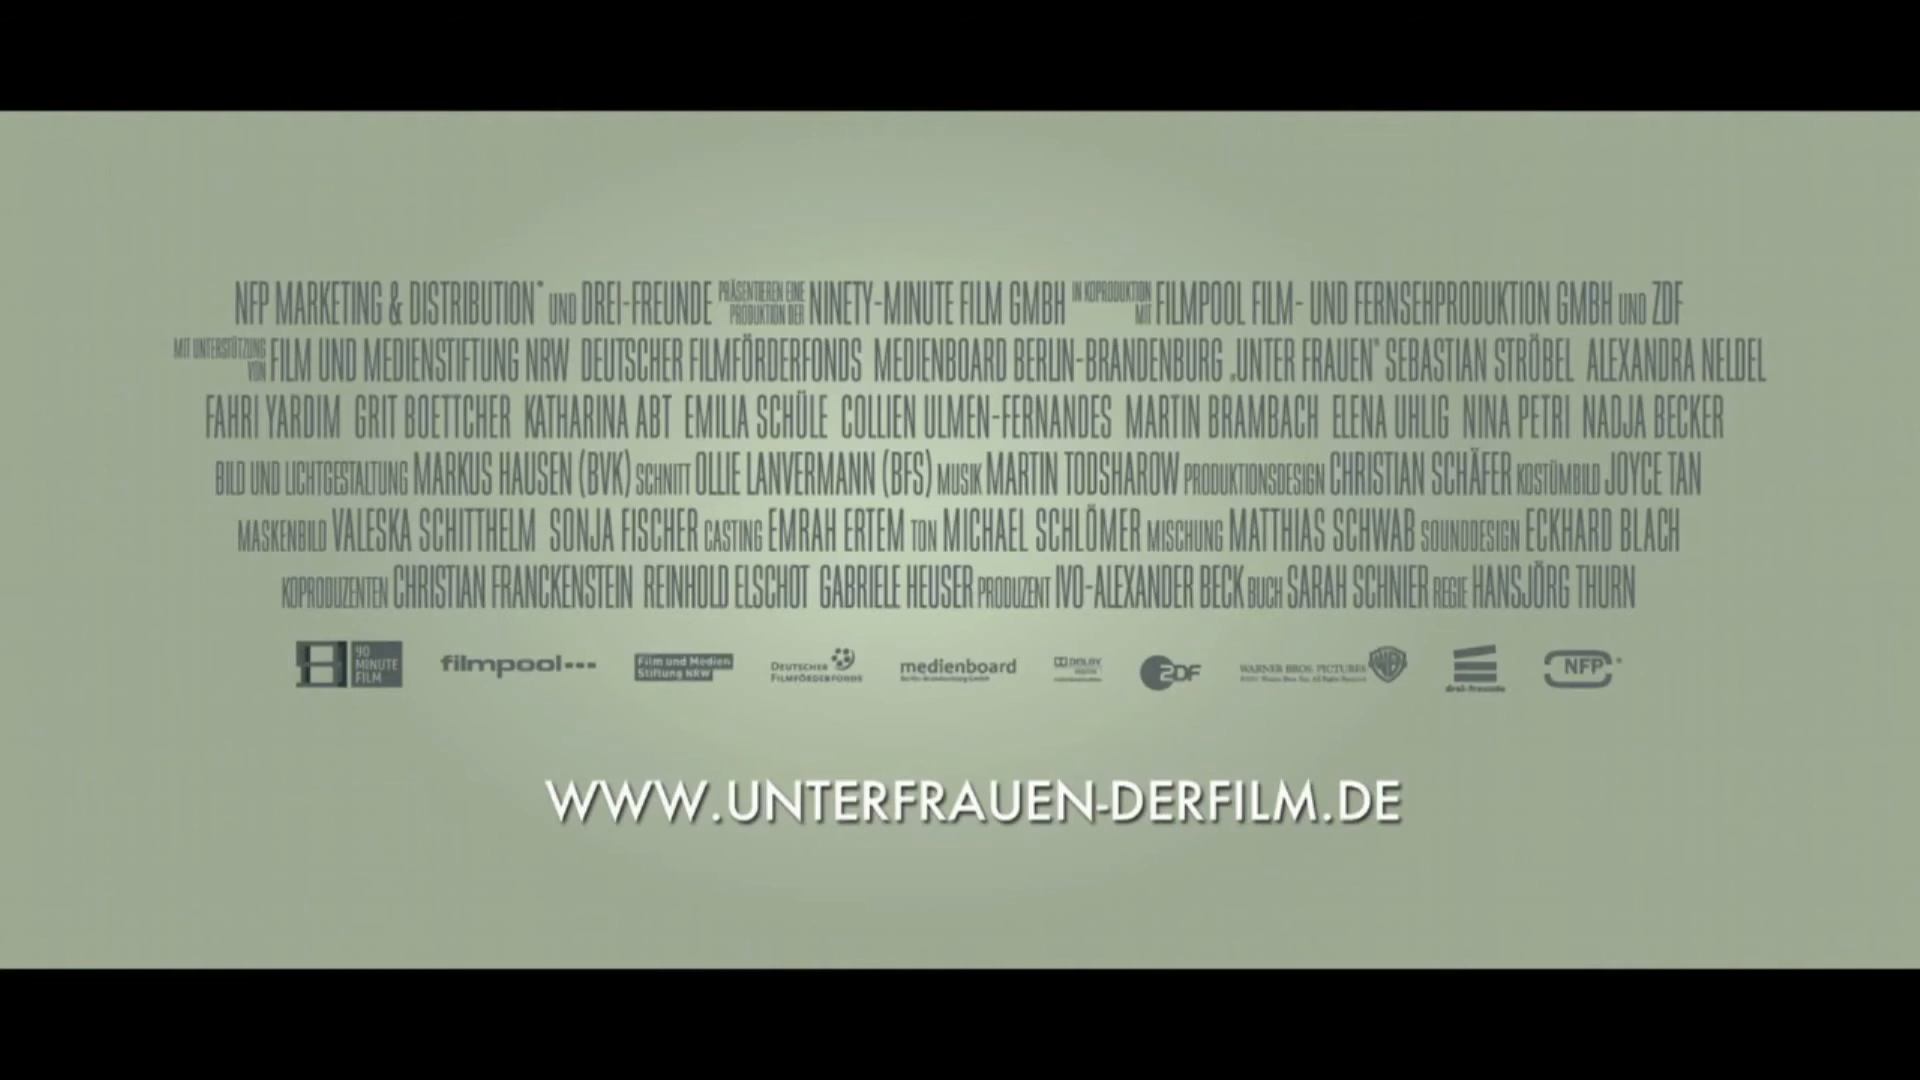 NFP MARKETING & DISTRIBUTION* UND DREI-FREUNDE PRÄSENTIEREN EINE PRODUKTION DER NINETY-MINUTE FILM GMBH IN KOPRODUKTION MIT FILMPOOL FILM- UND FERNSEHPRODUKTION GMBH UND ZDF
MIT UNTERSTÜTZUNG VON FILM UND MEDIENSTIFTUNG NRW DEUTSCHER FILMFÖRDERFONDS MEDIENBOARD BERLIN-BRANDENBURG „UNTER FRAUEN" SEBASTIAN STRÖBEL ALEXANDRA NELDEL
FAHRI YARDIM GRIT BOETTCHER KATHARINA ABT EMILIA SCHÜLE COLLIEN ULMEN-FERNANDES MARTIN BRAMBACH ELENA UHLIG NINA PETRI NADJA BECKER
BILD UND LICHTGESTALTUNG MARKUS HAUSEN (BVK) SCHNITT OLLIE LANVERMANN (BFS) MUSIK MARTIN TODSHAROW PRODUKTIONSDESIGN CHRISTIAN SCHÄFER KOSTÜMBILD JOYCE TAN
MASKENBILD VALESKA SCHITTHELM SONJA FISCHER CASTING EMRAH ERTEM TON MICHAEL SCHLÖMER MISCHUNG MATTHIAS SCHWAB SOUNDDESIGN ECKHARD BLACH
KOPRODUZENTEN CHRISTIAN FRANCKENSTEIN REINHOLD ELSCHOT GABRIELE HEUSER PRODUZENT IVO-ALEXANDER BECK BUCH SARAH SCHNIER REGIE HANSJÖRG THURN
90 MINUTE FILM filmpool Film und Medien Stiftung NRW DEUTSCHER FILMFÖRDERFONDS medienboard Berlin-Brandenburg GmbH DOLBY DIGITAL ZDF WARNER BROS. PICTURES drei-freunde NFP*
WWW.UNTERFRAUEN-DERFILM.DE